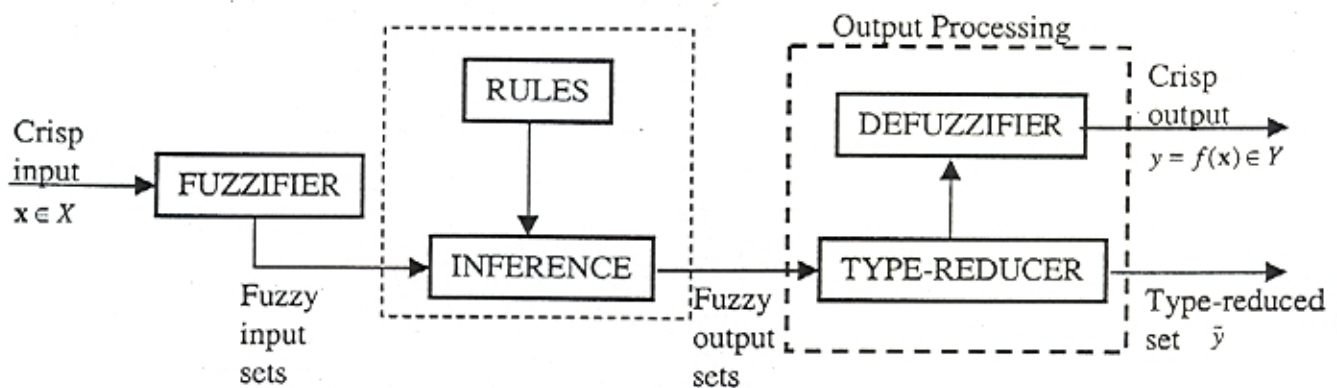 Output Processing
RULES
Crisp
input
x ∈ X
FUZZIFIER
DEFUZZIFIER
Crisp
output
y = f(x) ∈ Y
INFERENCE
TYPE-REDUCER
Fuzzy
input
sets
Fuzzy
output
sets
Type-reduced
set ỹ